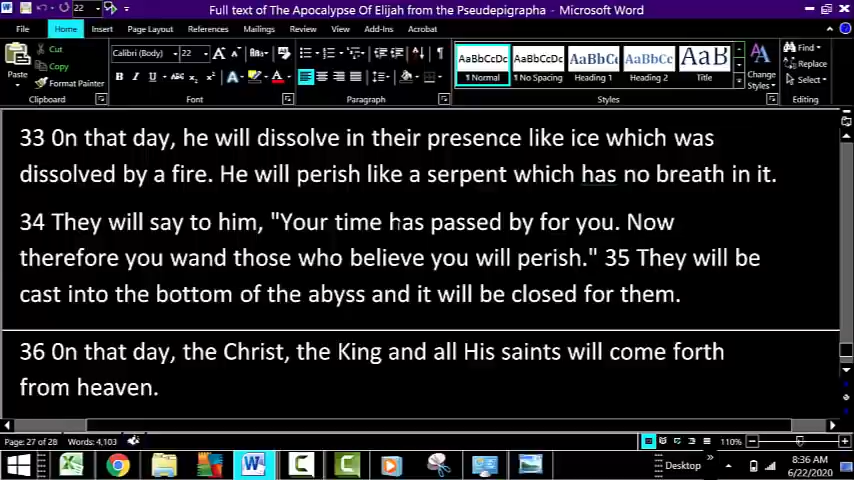 22
Full text of The Apocalypse Of Elijah from the Pseudepigrapha - Microsoft Word
File Home Insert Page Layout References Mailings Review View Add-Ins Acrobat
Paste
Cut
Copy
Format Painter
Clipboard
Calibri (Body) 22
Font
Paragraph
AaBbCcDc AaBbCcDc AaBbC AaBbCc AaB
¶ Normal ¶ No Spacing Heading 1 Heading 2 Title
Change Styles
Styles
Find
Replace
Select
Editing
33 0n that day, he will dissolve in their presence like ice which was
dissolved by a fire. He will perish like a serpent which has no breath in it.
34 They will say to him, "Your time has passed by for you. Now
therefore you wand those who believe you will perish." 35 They will be
cast into the bottom of the abyss and it will be closed for them.
36 0n that day, the Christ, the King and all His saints will come forth
from heaven.
Page: 27 of 28 Words: 4,103
110%
Desktop
8:36 AM
6/22/2020